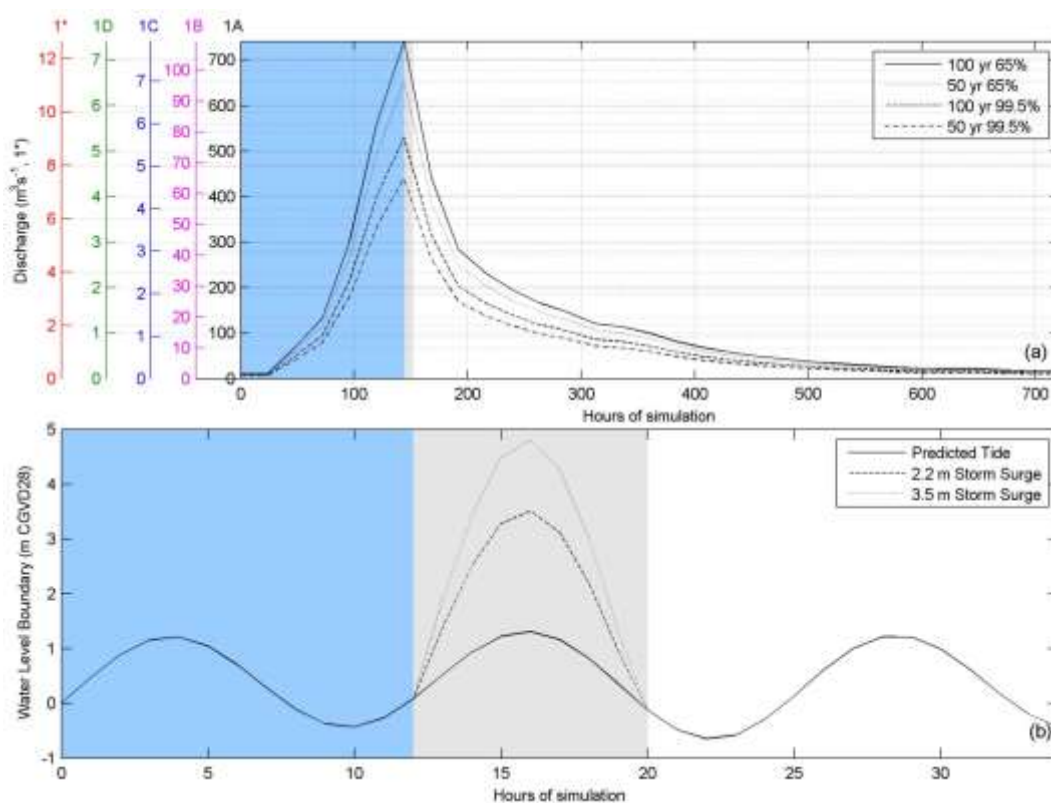 1* 1D 1C 1B 1A
12 10 8 6 4 2 0
7 6 5 4 3 2 1 0
7 6 5 4 3 2 1 0
100 90 80 70 60 50 40 30 20 10 0
700 600 500 400 300 200 100 0
Discharge (m³s⁻¹, 1*)
100 yr 65%
50 yr 65%
100 yr 99.5%
50 yr 99.5%
(a)
0 100 200 300 400 500 600 700
Hours of simulation
5 4 3 2 1 0 -1
Water Level Boundary (m CGVD28)
Predicted Tide
2.2 m Storm Surge
3.5 m Storm Surge
(b)
0 5 10 15 20 25 30
Hours of simulation